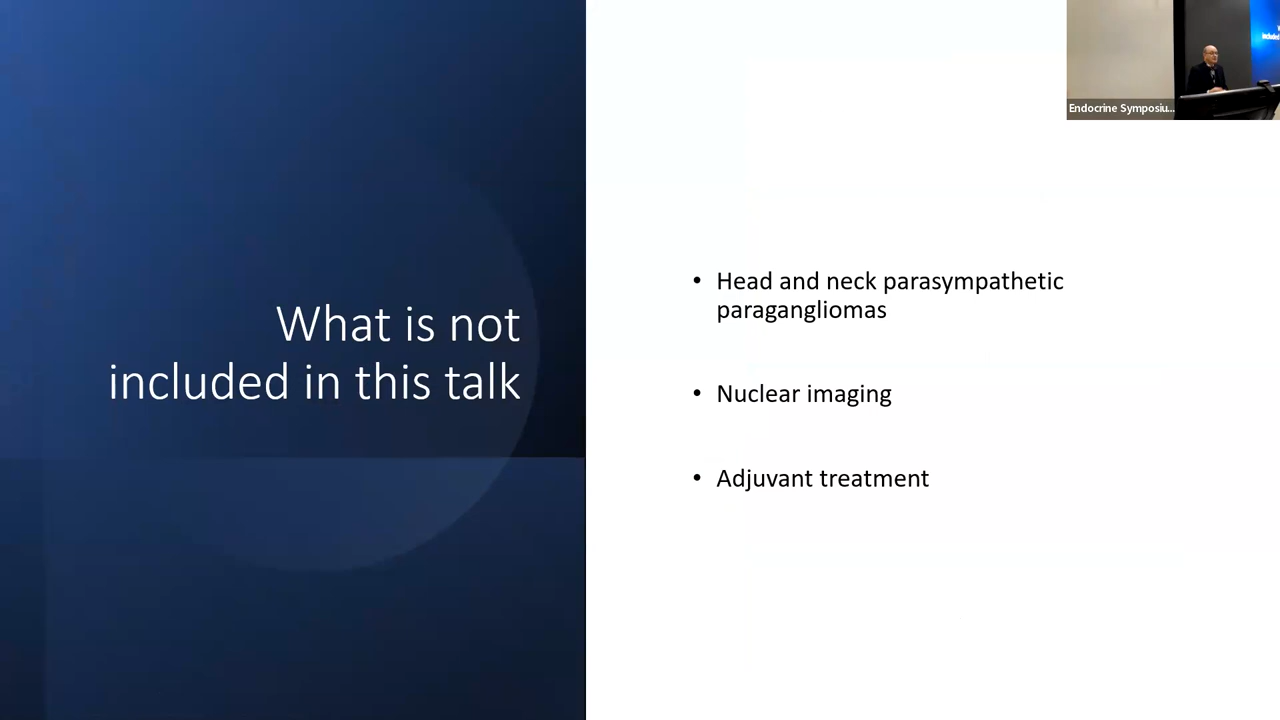 Endocrine Symposiu...
What is not
included in this talk
• Head and neck parasympathetic
paragangliomas
• Nuclear imaging
• Adjuvant treatment